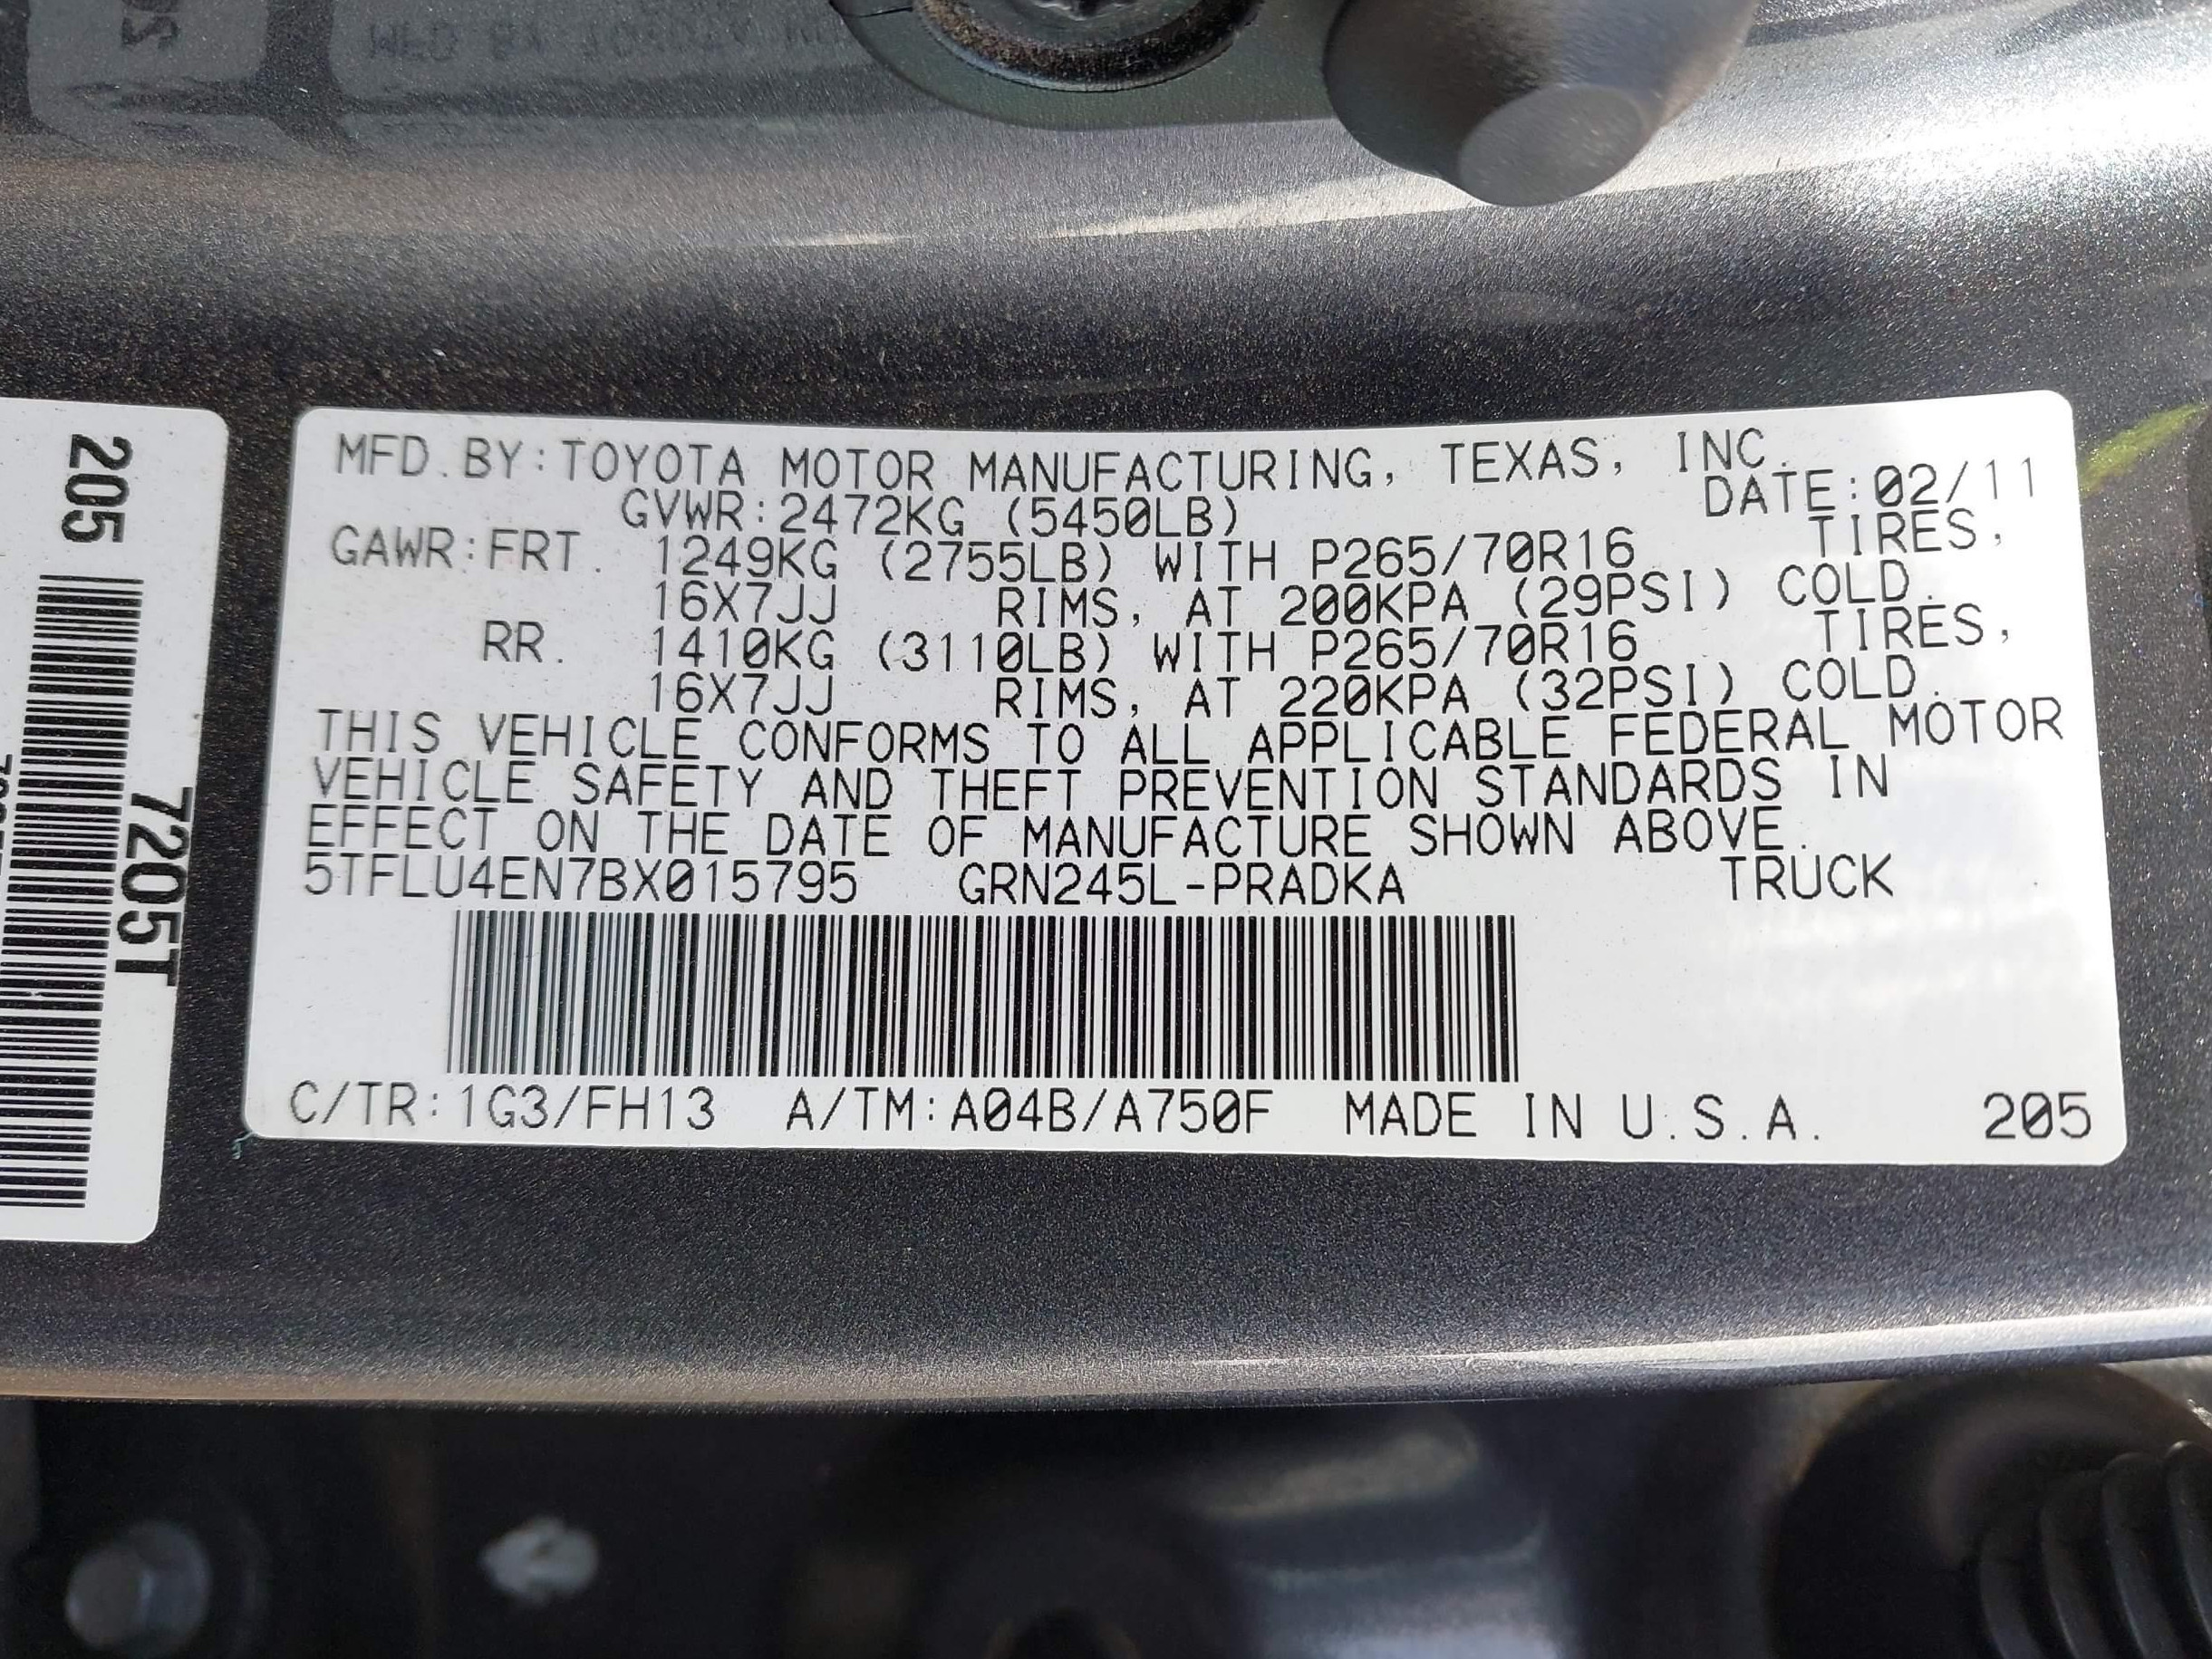 205
7205T
MFD.BY:TOYOTA MOTOR MANUFACTURING, TEXAS, INC.
GVWR:2472KG (5450LB) DATE:02/11
GAWR:FRT. 1249KG (2755LB) WITH P265/70R16 TIRES,
16X7JJ RIMS, AT 200KPA (29PSI) COLD.
RR. 1410KG (3110LB) WITH P265/70R16 TIRES,
16X7JJ RIMS, AT 220KPA (32PSI) COLD.
THIS VEHICLE CONFORMS TO ALL APPLICABLE FEDERAL MOTOR
VEHICLE SAFETY AND THEFT PREVENTION STANDARDS IN
EFFECT ON THE DATE OF MANUFACTURE SHOWN ABOVE.
5TFLU4EN7BX015795 GRN245L-PRADKA TRUCK
C/TR:1G3/FH13 A/TM:A04B/A750F MADE IN U.S.A. 205